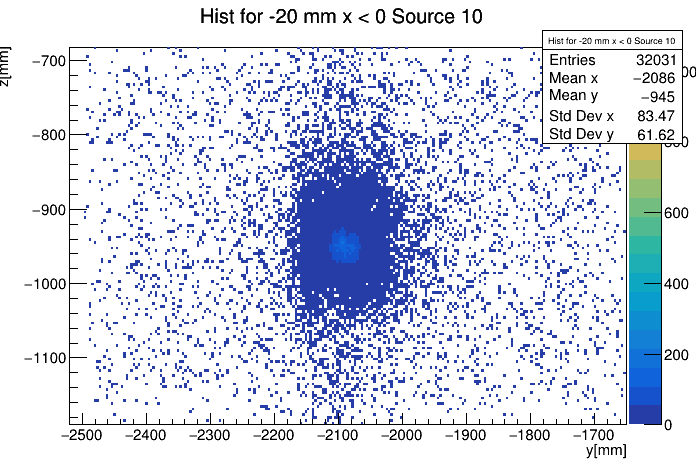 Hist for -20 mm x < 0 Source 10
z[mm]
Hist for -20 mm x < 0 Source 10
Entries 32031
Mean x −2086
Mean y −945
Std Dev x 83.47
Std Dev y 61.62
−700
−800
−900
−1000
−1100
600
400
200
0
−2500 −2400 −2300 −2200 −2100 −2000 −1900 −1800 −1700
y[mm]